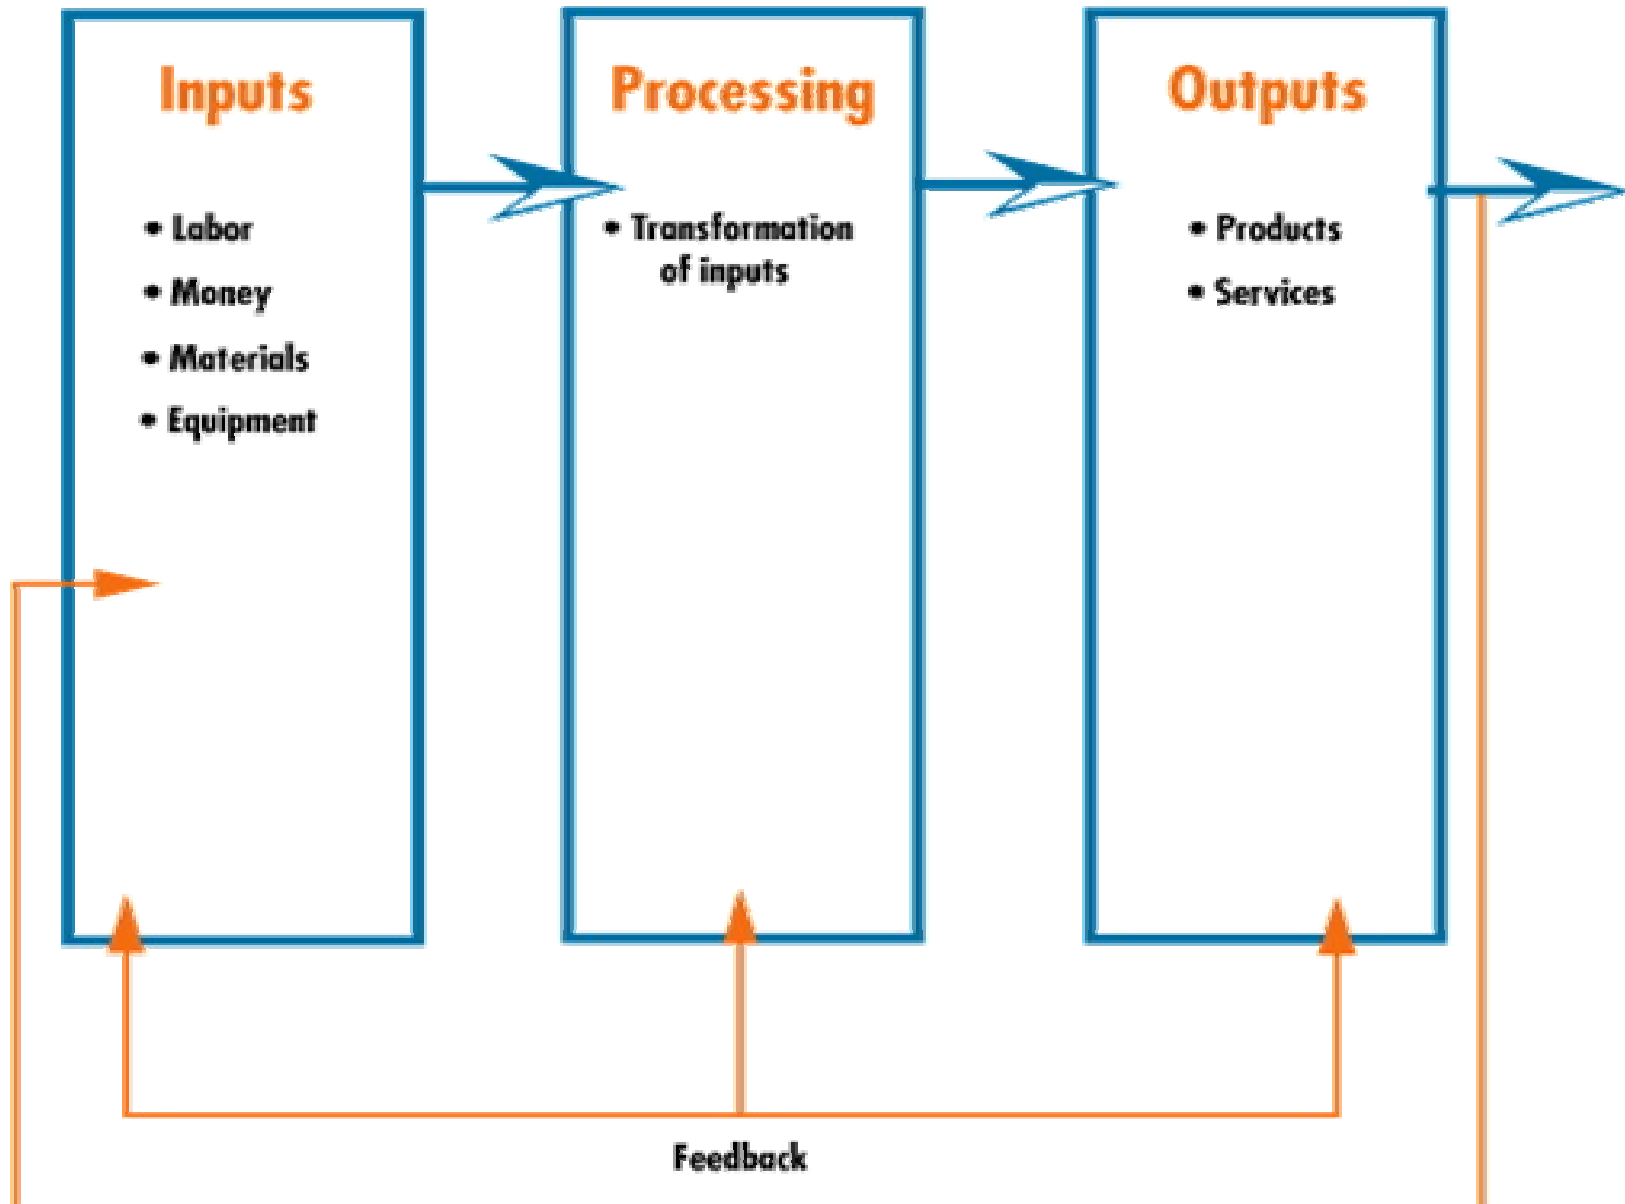 Inputs
• Labor
• Money
• Materials
• Equipment
Processing
• Transformation
of inputs
Outputs
• Products
• Services
Feedback